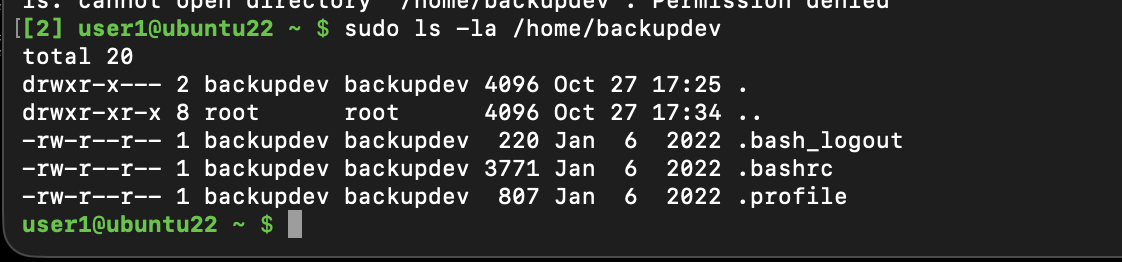 ls: cannot open directory '/home/backupdev': Permission denied
[[2] user1@ubuntu22 ~ $ sudo ls -la /home/backupdev
total 20
drwxr-x--- 2 backupdev backupdev 4096 Oct 27 17:25 .
drwxr-xr-x 8 root      root      4096 Oct 27 17:34 ..
-rw-r--r-- 1 backupdev backupdev  220 Jan  6  2022 .bash_logout
-rw-r--r-- 1 backupdev backupdev 3771 Jan  6  2022 .bashrc
-rw-r--r-- 1 backupdev backupdev  807 Jan  6  2022 .profile
user1@ubuntu22 ~ $